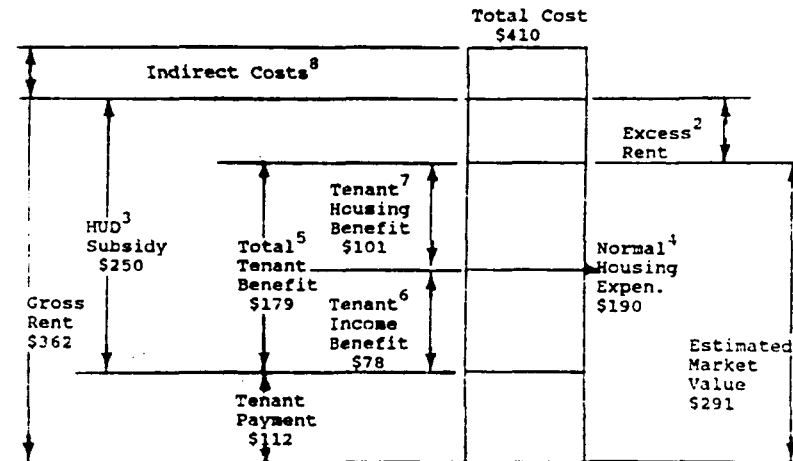 Total Cost
$410
Indirect Costs8
Excess2
Rent
Tenant7
Housing
Benefit
$101
HUD3
Subsidy
$250
Total5
Tenant
Benefit
$179
Normal4
Housing
Expen.
$190
Gross
Rent
$362
Tenant6
Income
Benefit
$78
Estimated
Market
Value
$291
Tenant
Payment
$112